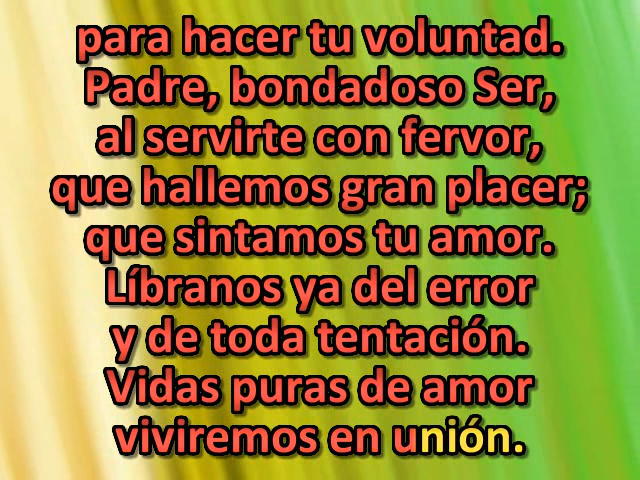 para hacer tu voluntad.
Padre, bondadoso Ser,
al servirte con fervor,
que hallemos gran placer;
que sintamos tu amor.
Líbranos ya del error
y de toda tentación.
Vidas puras de amor
viviremos en unión.